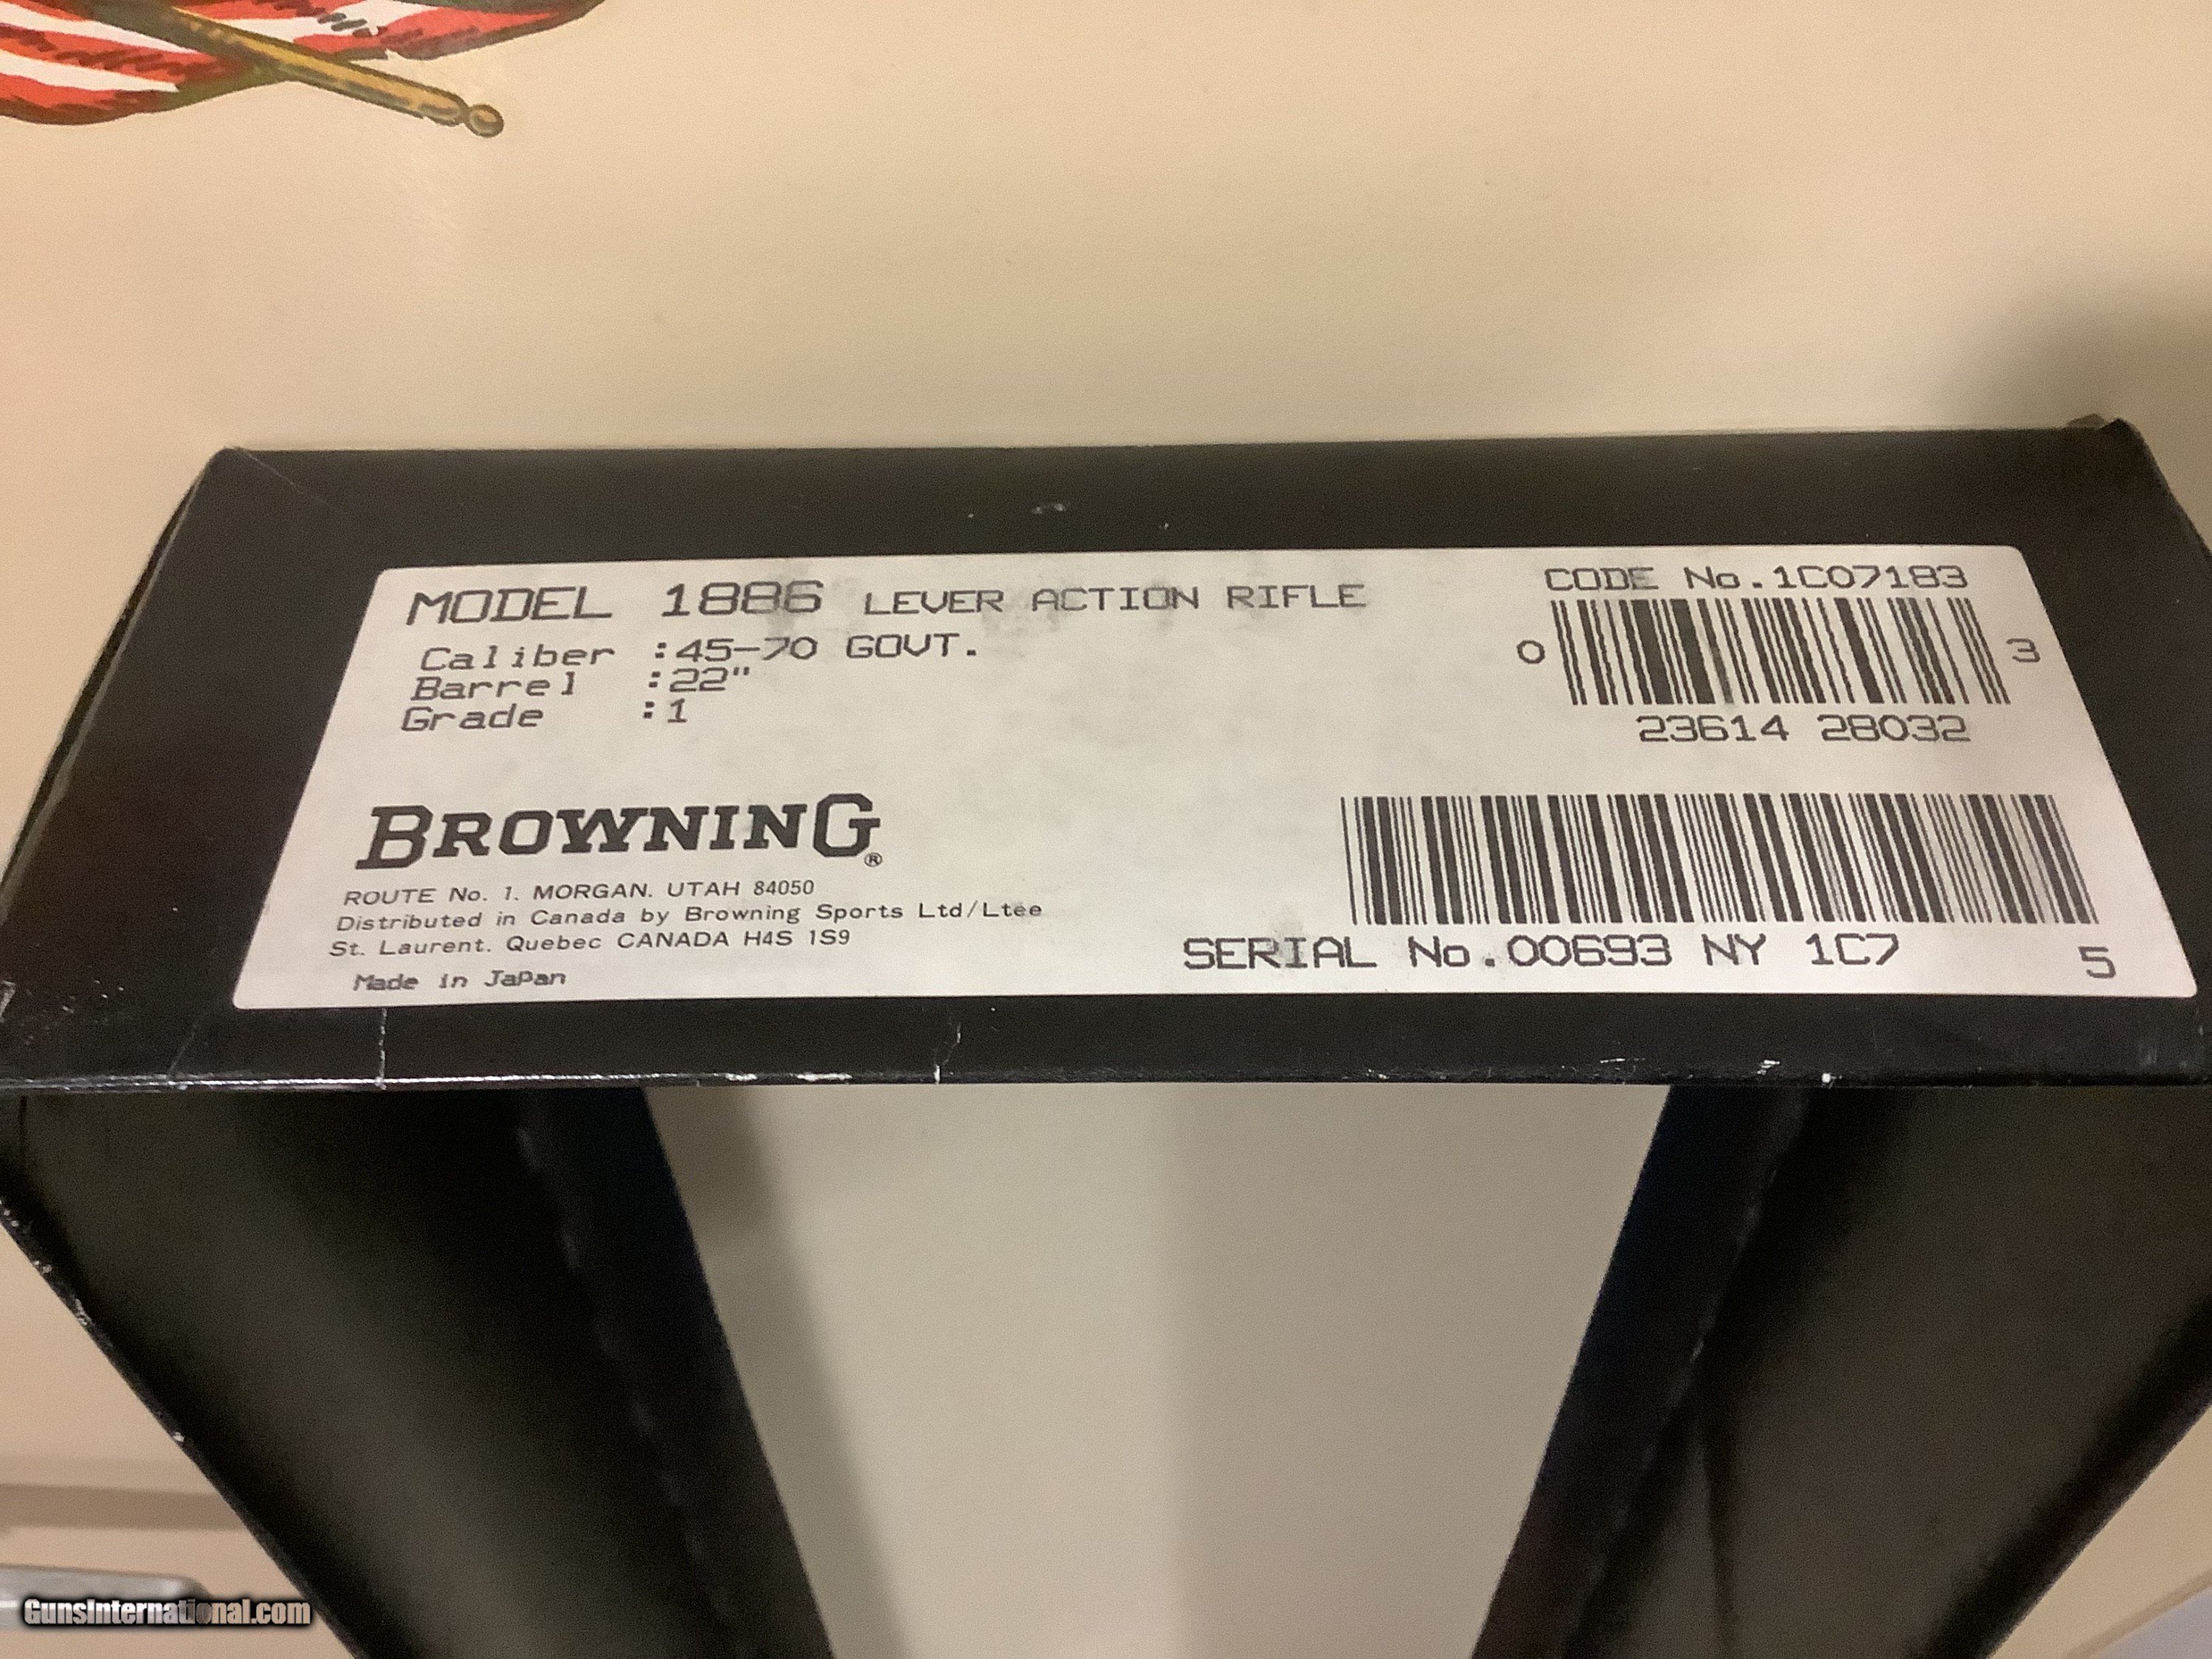 MODEL 1886 LEVER ACTION RIFLE
Caliber :45-70 GOVT.
Barrel :22"
Grade :1
CODE No.1C07183
0 3
23614 28032
BROWNING®
ROUTE No. 1. MORGAN. UTAH 84050
Distributed in Canada by Browning Sports Ltd/Ltée
St. Laurent. Quebec CANADA H4S 1S9
Made in Japan
SERIAL No.00693 NY 1C7 5
GunsInternational.com